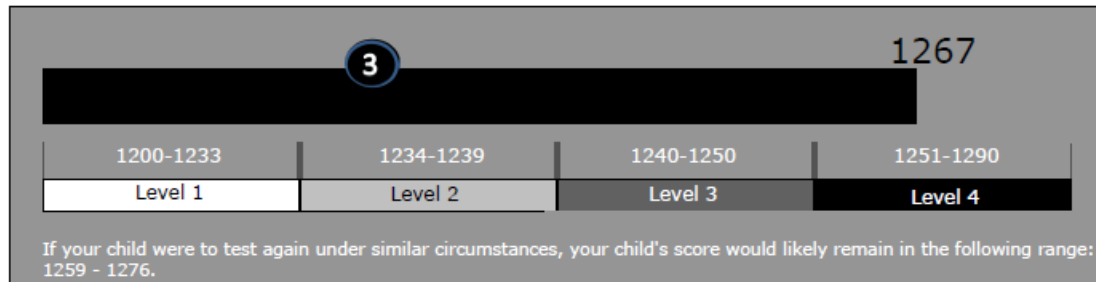 1267
3
1200-1233 1234-1239 1240-1250 1251-1290
Level 1 Level 2 Level 3 Level 4
If your child were to test again under similar circumstances, your child's score would likely remain in the following range:
1259 - 1276.